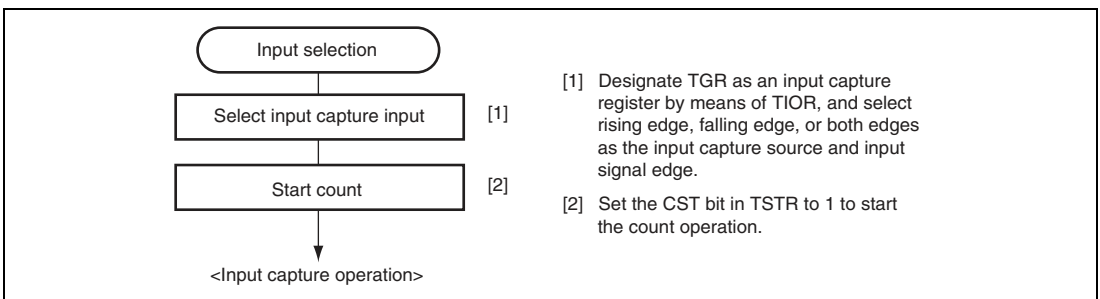 Input selection
Select input capture input
[1]
Start count
[2]
<Input capture operation>
[1] Designate TGR as an input capture
register by means of TIOR, and select
rising edge, falling edge, or both edges
as the input capture source and input
signal edge.
[2] Set the CST bit in TSTR to 1 to start
the count operation.